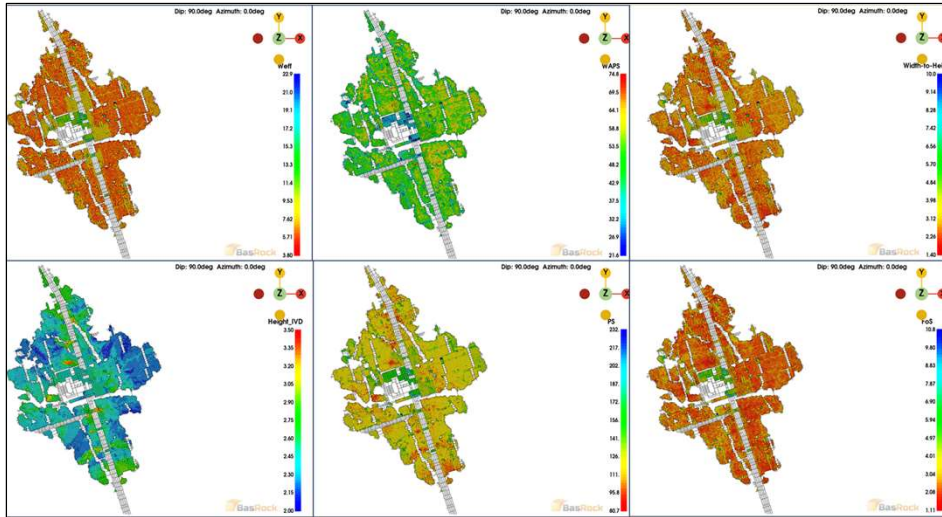 Dip: 90.0deg Azimuth: 0.0deg
Y
Z
X
Weff
22.9
21.0
19.1
17.2
15.3
13.4
11.4
9.53
7.62
5.71
3.80
BasRock
Dip: 90.0deg Azimuth: 0.0deg
Y
Z
X
WAPS
74.8
69.5
64.1
58.8
53.5
48.2
42.9
37.6
32.2
26.9
21.6
BasRock
Dip: 90.0deg Azimuth: 0.0deg
Y
Z
X
Width-to-Hei
10.0
9.14
8.28
7.42
6.56
5.70
4.84
3.98
3.12
2.26
1.40
BasRock
Dip: 90.0deg Azimuth: 0.0deg
Y
Z
X
Height_IVD
3.50
3.35
3.20
3.05
2.90
2.75
2.60
2.45
2.30
2.15
2.00
BasRock
Dip: 90.0deg Azimuth: 0.0deg
Y
Z
X
PS
232.
217.
202.
187.
172.
156.
141.
126.
111.
95.8
80.7
BasRock
Dip: 90.0deg Azimuth: 0.0deg
Y
Z
X
FoS
10.8
9.80
8.83
7.87
6.90
5.94
4.97
4.01
3.04
2.08
1.11
BasRock